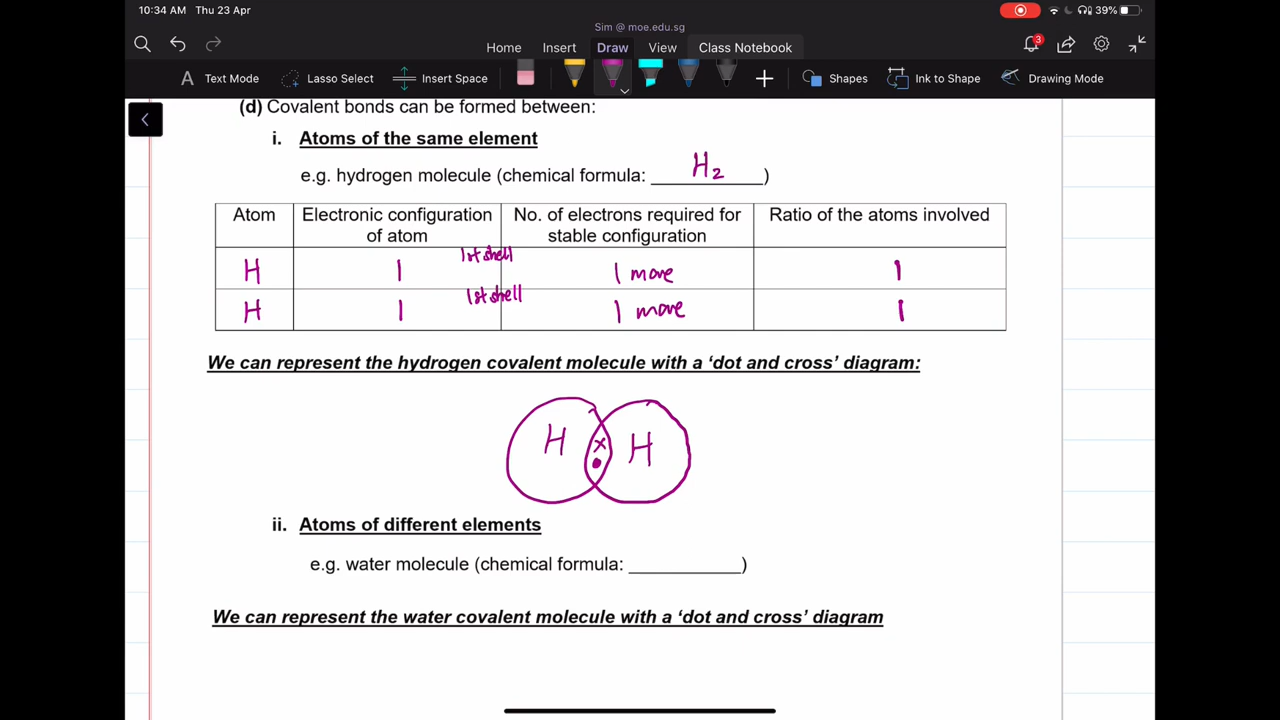 10:34 AM Thu 23 Apr
39%
Sim @ moe.edu.sg
Home Insert Draw View Class Notebook
3
A Text Mode Lasso Select Insert Space Shapes Ink to Shape Drawing Mode
(d) Covalent bonds can be formed between:
i. Atoms of the same element
e.g. hydrogen molecule (chemical formula: H2)
Atom Electronic configuration of atom No. of electrons required for stable configuration Ratio of the atoms involved
H 1 1st shell 1 more 1
H 1 1st shell 1 more 1
We can represent the hydrogen covalent molecule with a ‘dot and cross’ diagram:
H x H
ii. Atoms of different elements
e.g. water molecule (chemical formula: ___________)
We can represent the water covalent molecule with a ‘dot and cross’ diagram